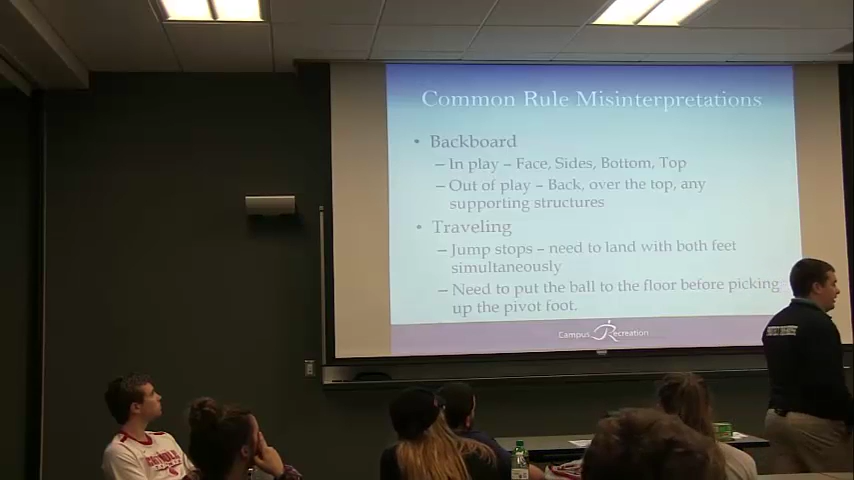 Common Rule Misinterpretations
• Backboard
– In play – Face, Sides, Bottom, Top
– Out of play – Back, over the top, any
supporting structures
• Traveling
– Jump stops – need to land with both feet
simultaneously
– Need to put the ball to the floor before picking
up the pivot foot.
Campus Recreation